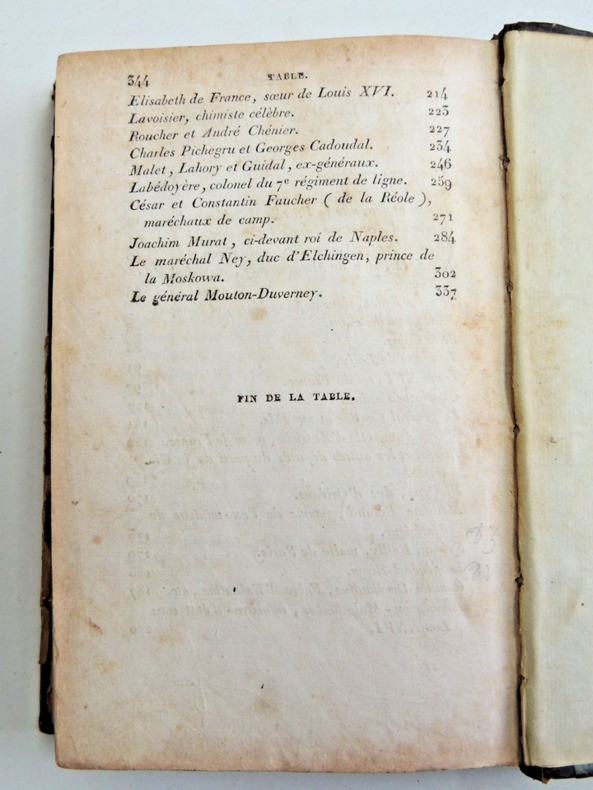 344 TABLE.
Elisabeth de France, sœur de Louis XVI. 214
Lavoisier, chimiste célèbre. 223
Roucher et André Chénier. 227
Charles Pichegru et Georges Cadoudal. 234
Malet, Lahory et Guidal, ex-généraux. 246
Labédoyère, colonel du 7e régiment de ligne. 259
César et Constantin Faucher ( de la Réole ),
maréchaux de camp. 271
Joachim Murat, ci-devant roi de Naples. 284
Le maréchal Ney, duc d'Elchingen, prince de
la Moskowa. 302
Le général Mouton-Duverney. 337
FIN DE LA TABLE.